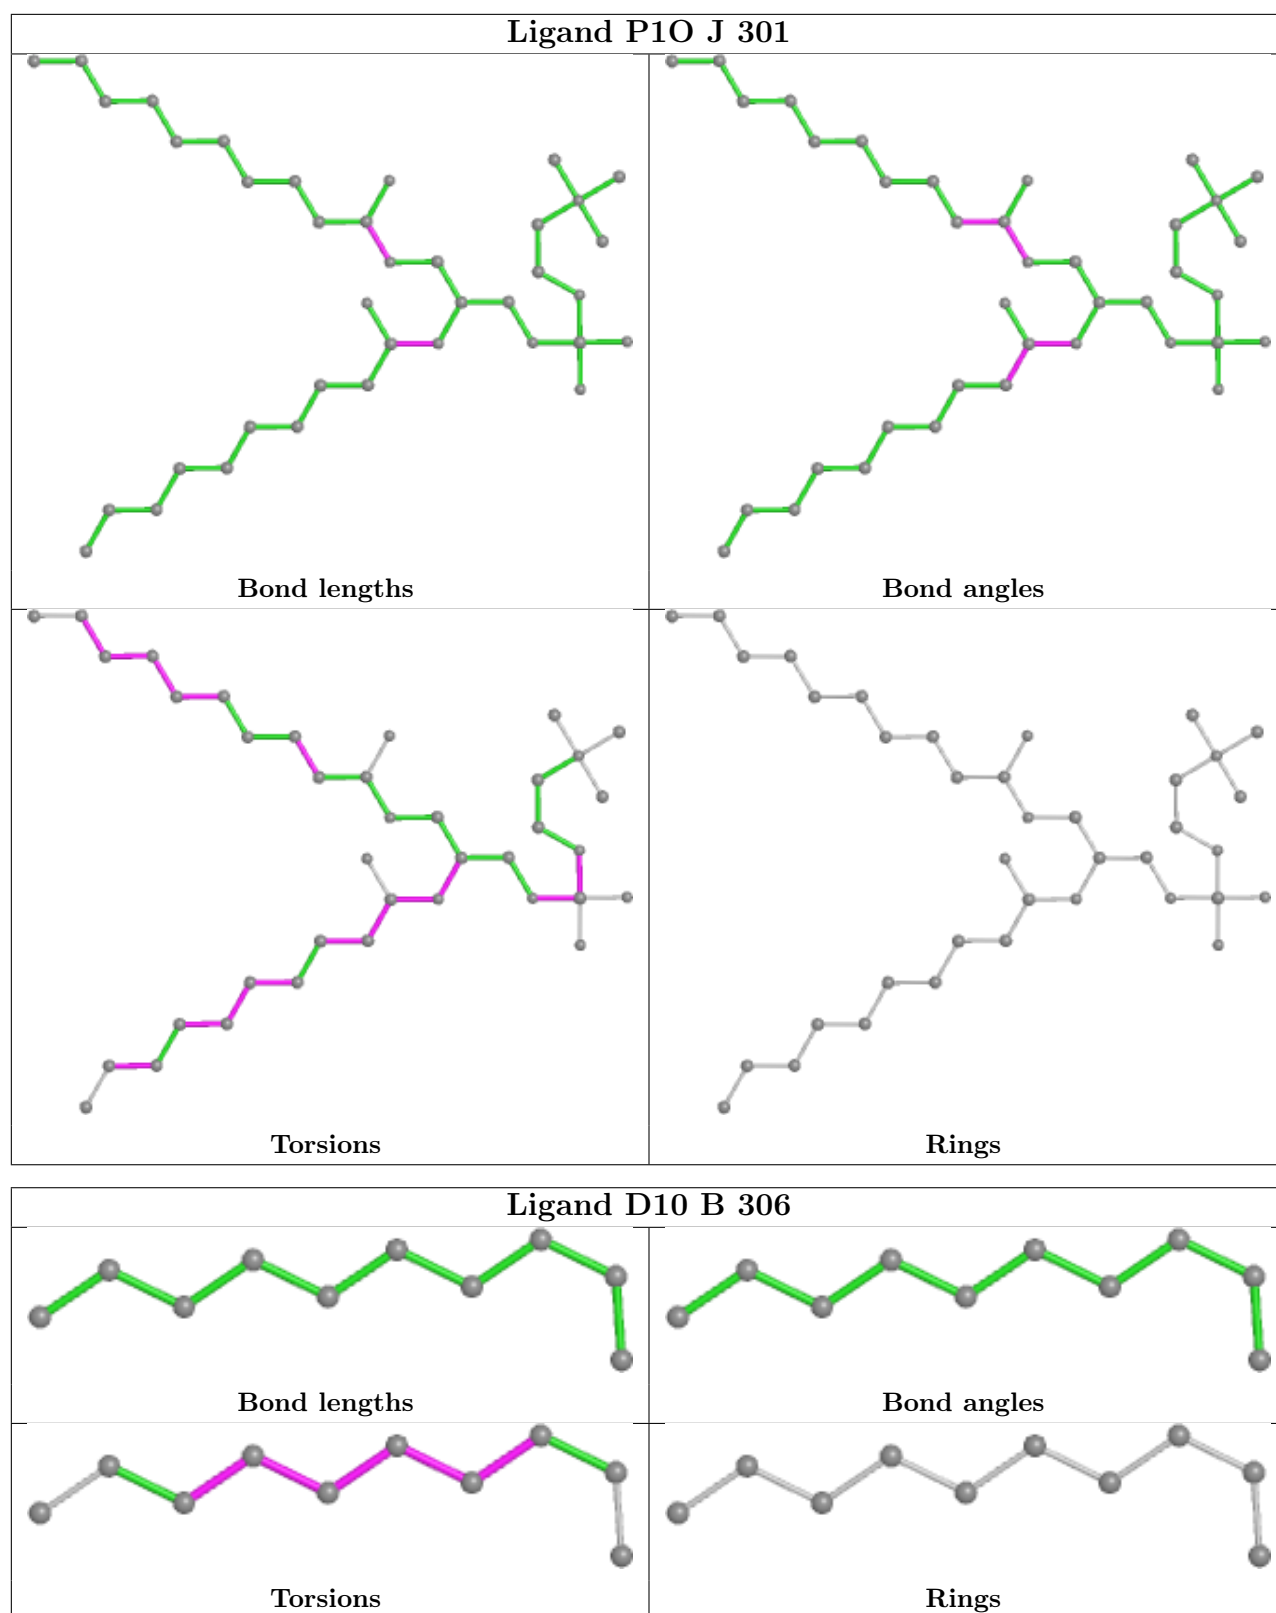 Ligand P1O J 301
Bond lengths
Bond angles
Torsions
Rings
Ligand D10 B 306
Bond lengths
Bond angles
Torsions
Rings